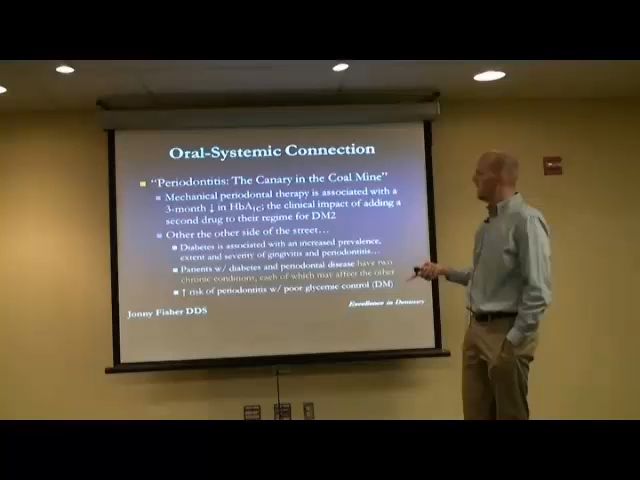 Oral-Systemic Connection
"Periodontitis: The Canary in the Coal Mine"
Mechanical periodontal therapy is associated with a
3-month ↓ in HbA1c; the clinical impact of adding a
second drug to their regime for DM2
Other the other side of the street...
Diabetes is associated with an increased prevalence,
extent and severity of gingivitis and periodontitis...
Patients w/ diabetes and periodontal disease have two
chronic conditions, each of which may affect the other
↑ risk of periodontitis w/ poor glycemic control (DM)
Excellence in Dentistry
Jonny Fisher DDS